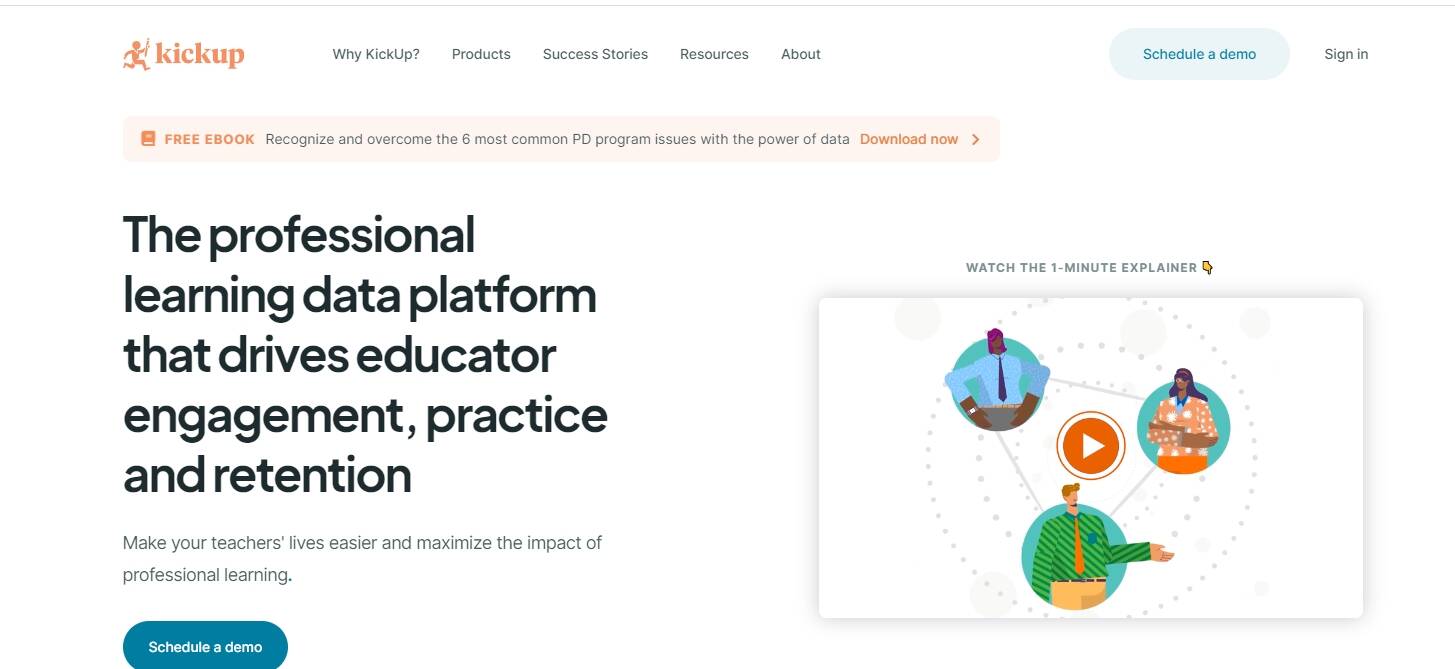 kickup
Why KickUp? Products Success Stories Resources About Schedule a demo Sign in
FREE EBOOK Recognize and overcome the 6 most common PD program issues with the power of data Download now
The professional
learning data platform
that drives educator
engagement, practice
and retention
Make your teachers' lives easier and maximize the impact of
professional learning.
Schedule a demo
WATCH THE 1-MINUTE EXPLAINER